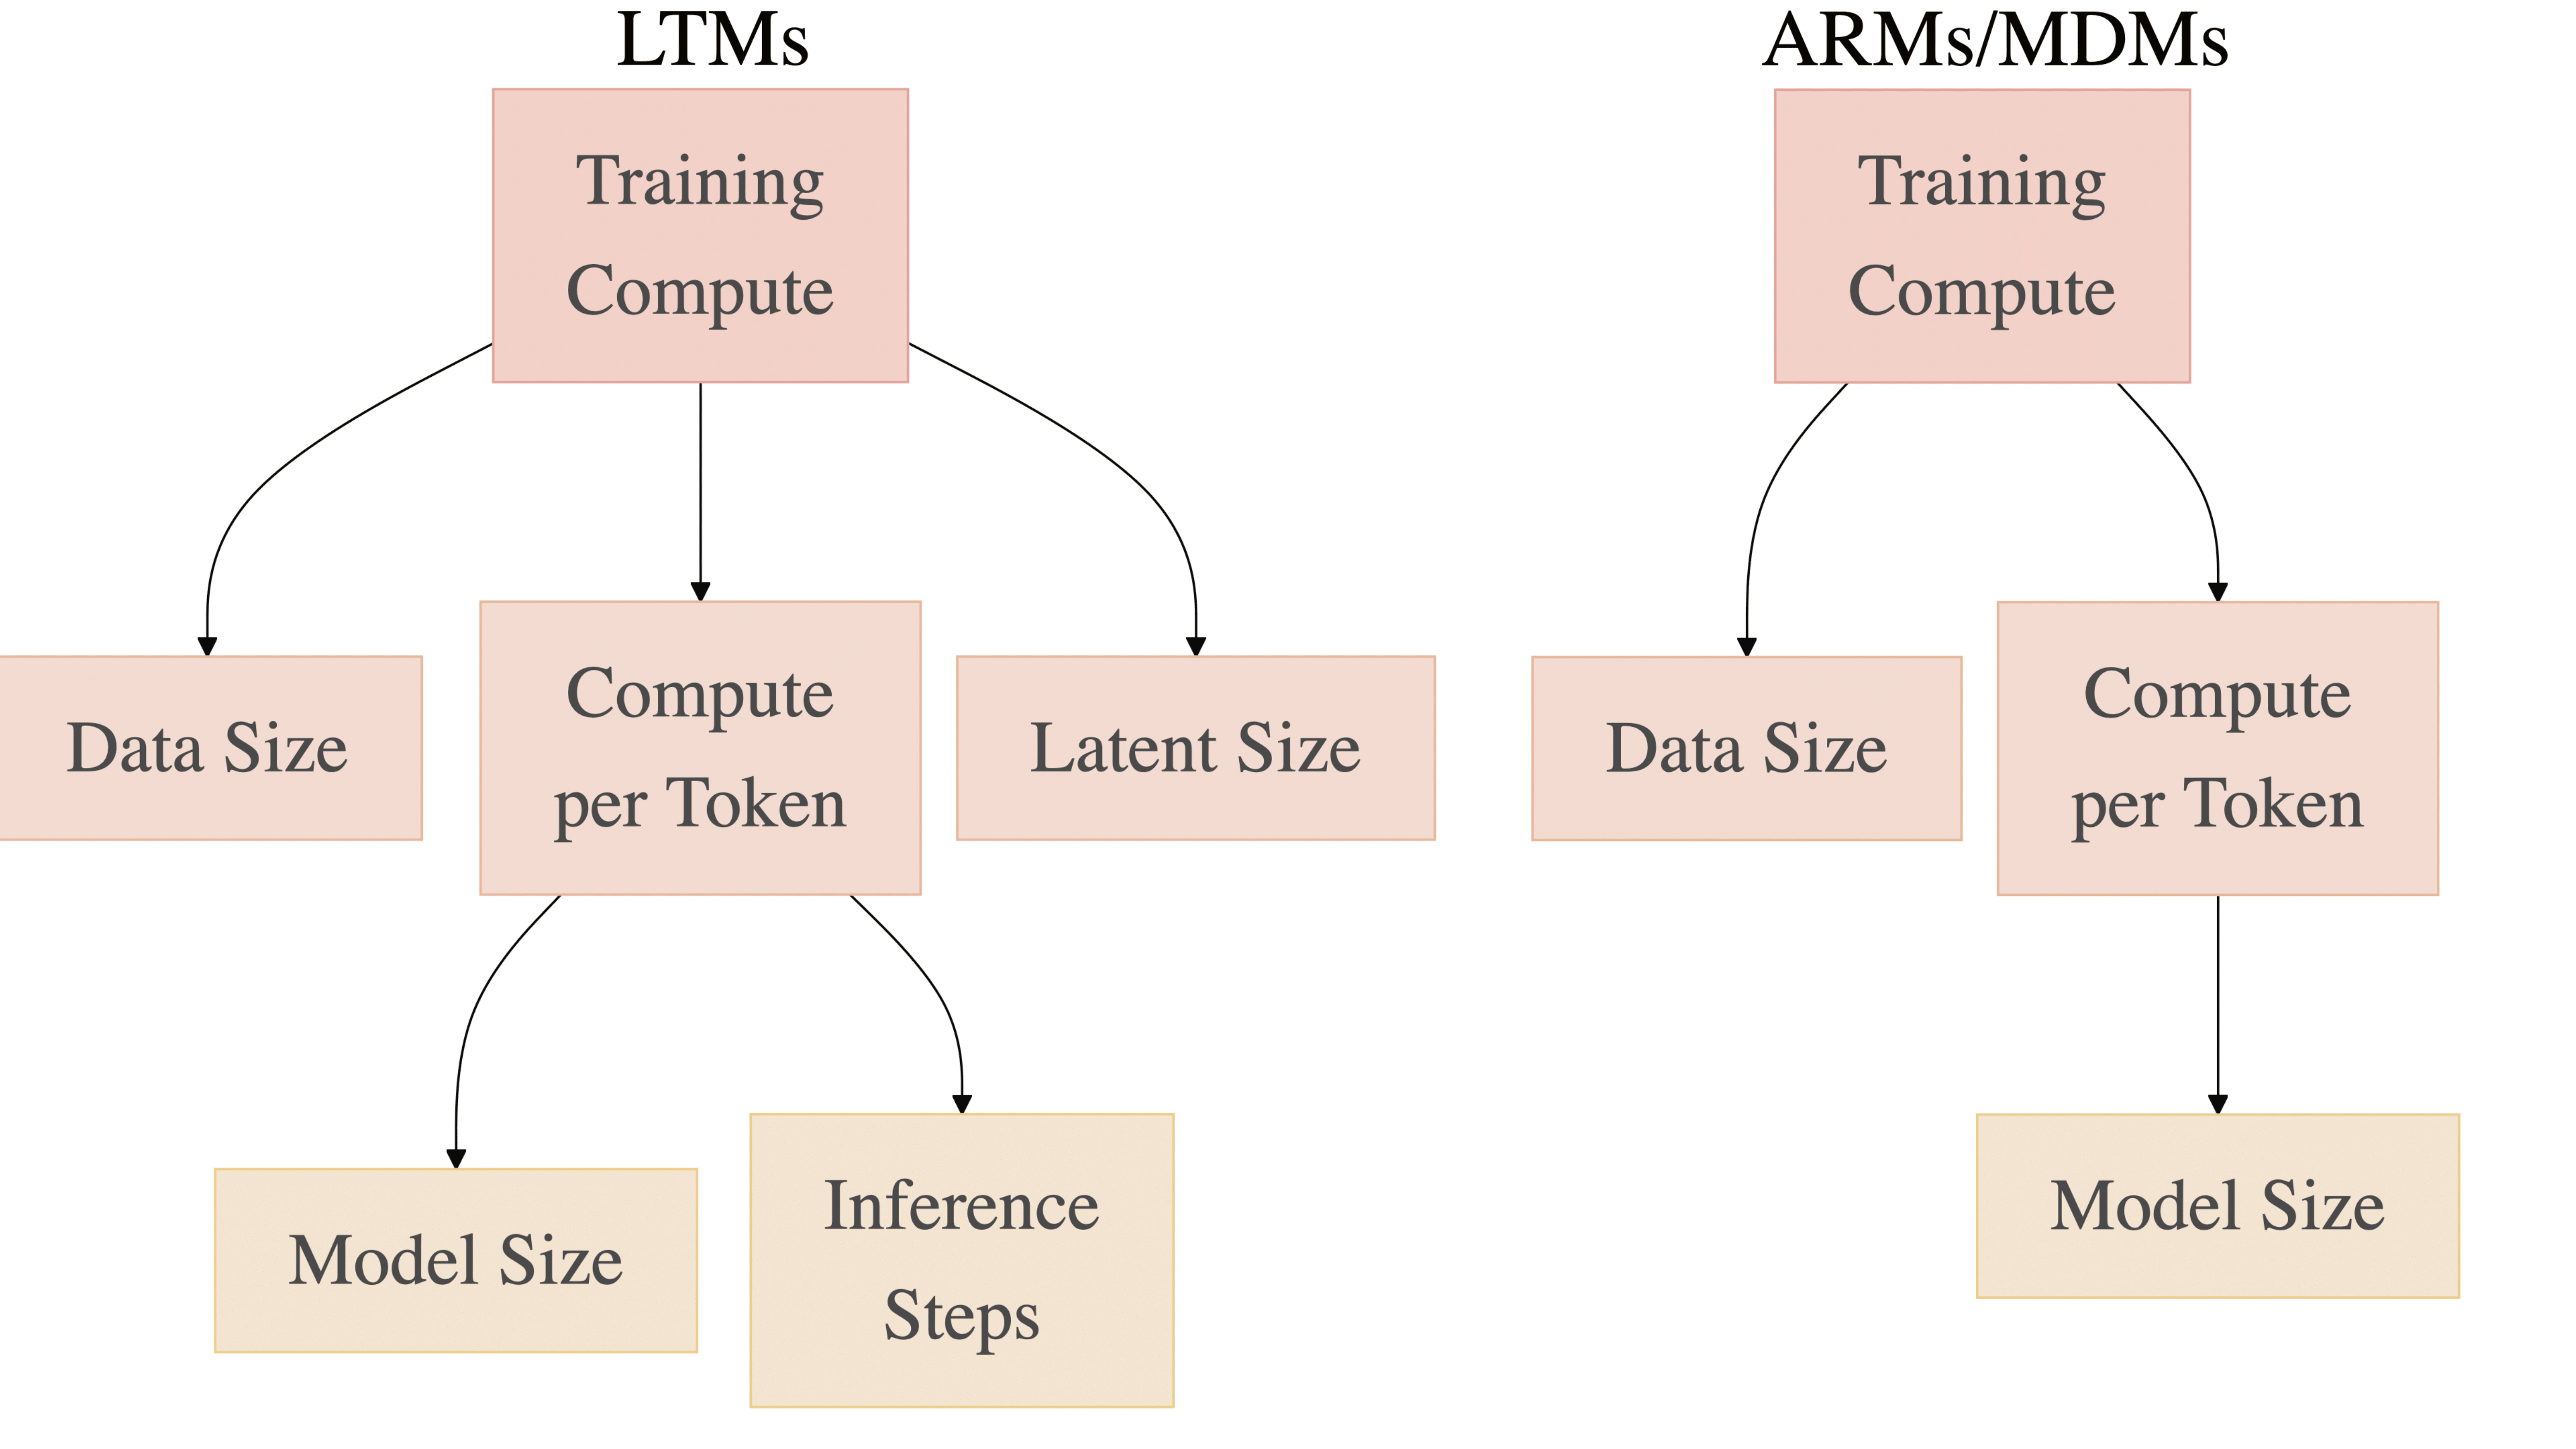 LTMs
Training
Compute
Data Size
Compute
per Token
Latent Size
Model Size
Inference
Steps
ARMs/MDMs
Training
Compute
Data Size
Compute
per Token
Model Size